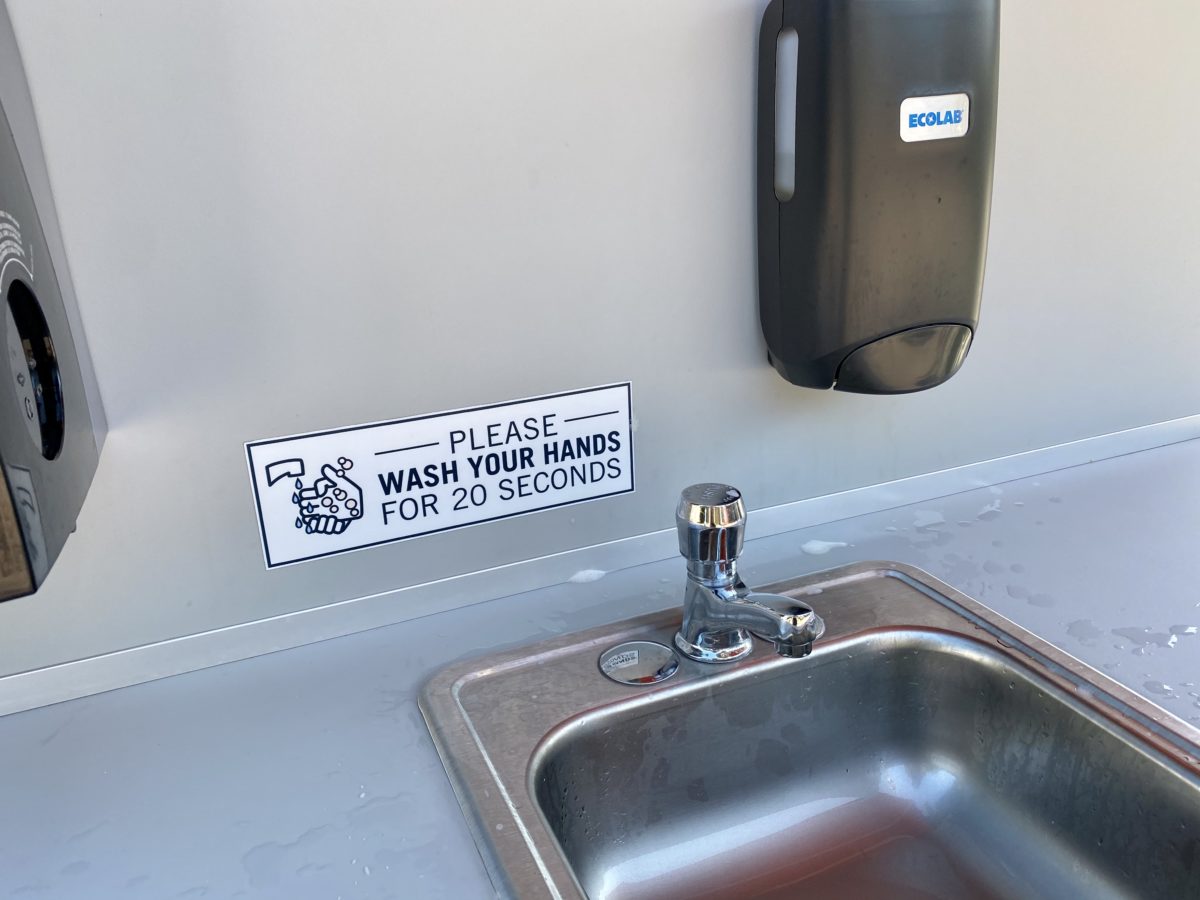 ECOLAB
PLEASE
WASH YOUR HANDS
FOR 20 SECONDS